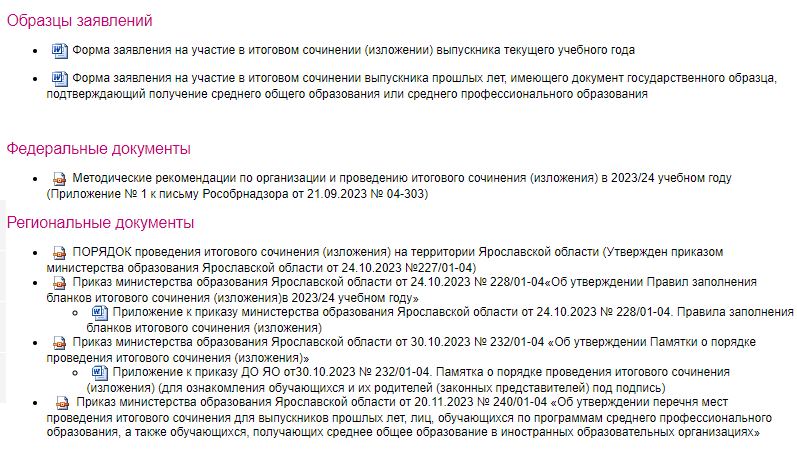 Образцы заявлений
Форма заявления на участие в итоговом сочинении (изложении) выпускника текущего учебного года
Форма заявления на участие в итоговом сочинении выпускника прошлых лет, имеющего документ государственного образца,
подтверждающий получение среднего общего образования или среднего профессионального образования
Федеральные документы
Методические рекомендации по организации и проведению итогового сочинения (изложения) в 2023/24 учебном году
(Приложение № 1 к письму Рособрнадзора от 21.09.2023 № 04-303)
Региональные документы
ПОРЯДОК проведения итогового сочинения (изложения) на территории Ярославской области (Утвержден приказом
министерства образования Ярославской области от 24.10.2023 №227/01-04)
Приказ министерства образования Ярославской области от 24.10.2023 № 228/01-04«Об утверждении Правил заполнения
бланков итогового сочинения (изложения)в 2023/24 учебном году»
Приложение к приказу министерства образования Ярославской области от 24.10.2023 № 228/01-04. Правила заполнения
бланков итогового сочинения (изложения)
Приказ министерства образования Ярославской области от 30.10.2023 № 232/01-04 «Об утверждении Памятки о порядке
проведения итогового сочинения (изложения)»
Приложение к приказу ДО ЯО от30.10.2023 № 232/01-04. Памятка о порядке проведения итогового сочинения
(изложения) (для ознакомления обучающихся и их родителей (законных представителей) под подпись)
Приказ министерства образования Ярославской области от 20.11.2023 № 240/01-04 «Об утверждении перечня мест
проведения итогового сочинения для выпускников прошлых лет, лиц, обучающихся по программам среднего профессионального
образования, а также обучающихся, получающих среднее общее образование в иностранных образовательных организациях»